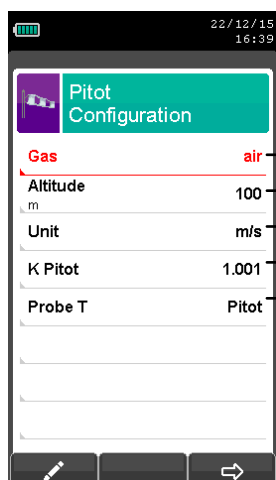 22/12/15
16:39
Pitot
Configuration
Gas air
Altitude 100
m
Unit m/s
K Pitot 1.001
Probe T Pitot